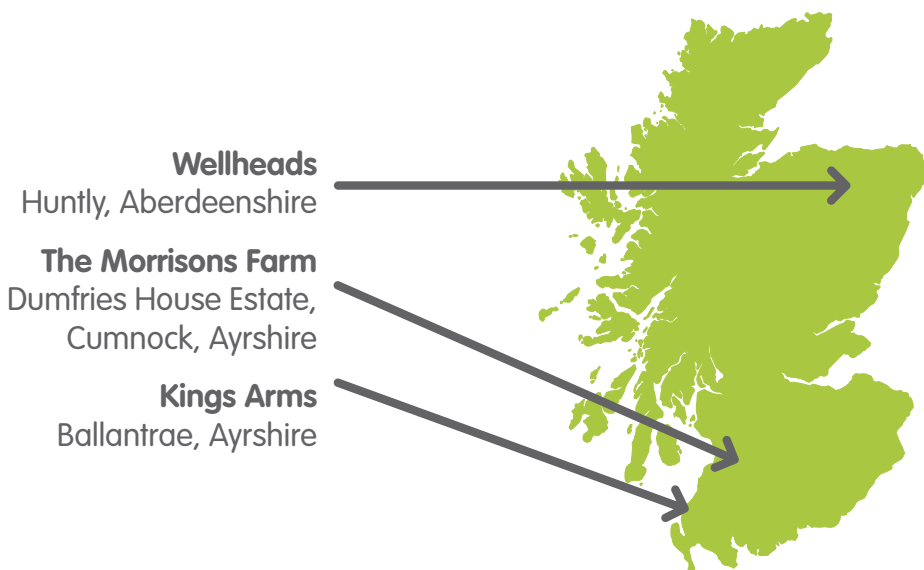 Wellheads
Huntly, Aberdeenshire
The Morrisons Farm
Dumfries House Estate,
Cumnock, Ayrshire
Kings Arms
Ballantrae, Ayrshire